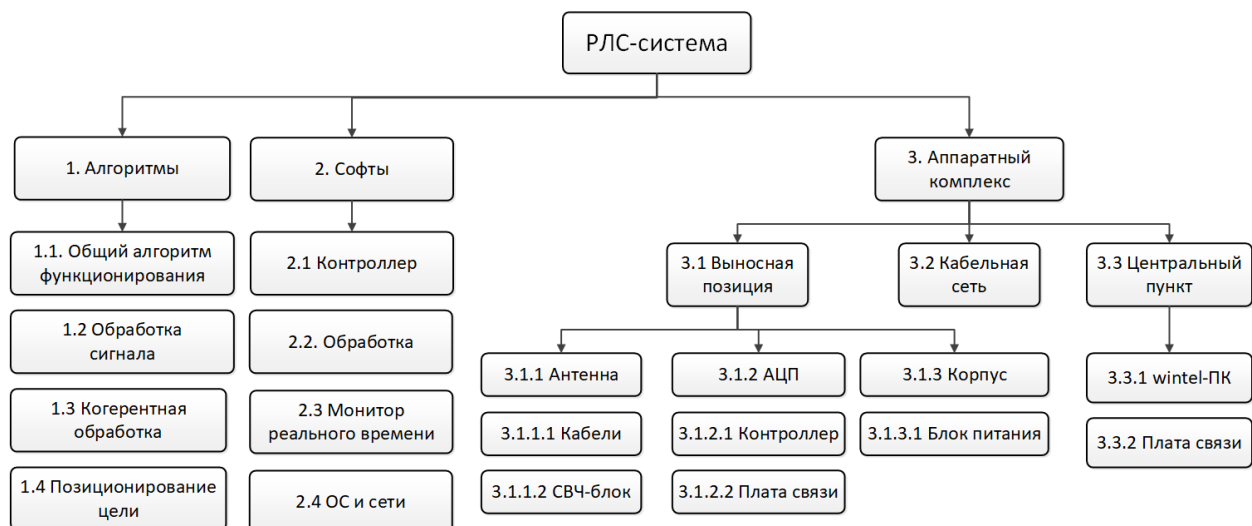 РЛС-система
1. Алгоритмы
2. Софты
3. Аппаратный
комплекс
1.1. Общий алгоритм
функционирования
2.1 Контроллер
3.1 Выносная
позиция
3.2 Кабельная
сеть
3.3 Центральный
пункт
1.2 Обработка
сигнала
2.2. Обработка
3.1.1 Антенна
3.1.2 АЦП
3.1.3 Корпус
3.3.1 wintel-ПК
1.3 Когерентная
обработка
2.3 Монитор
реального времени
3.1.1.1 Кабели
3.1.2.1 Контроллер
3.1.3.1 Блок питания
3.3.2 Плата связи
1.4 Позиционирование
цели
2.4 ОС и сети
3.1.1.2 СВЧ-блок
3.1.2.2 Плата связи